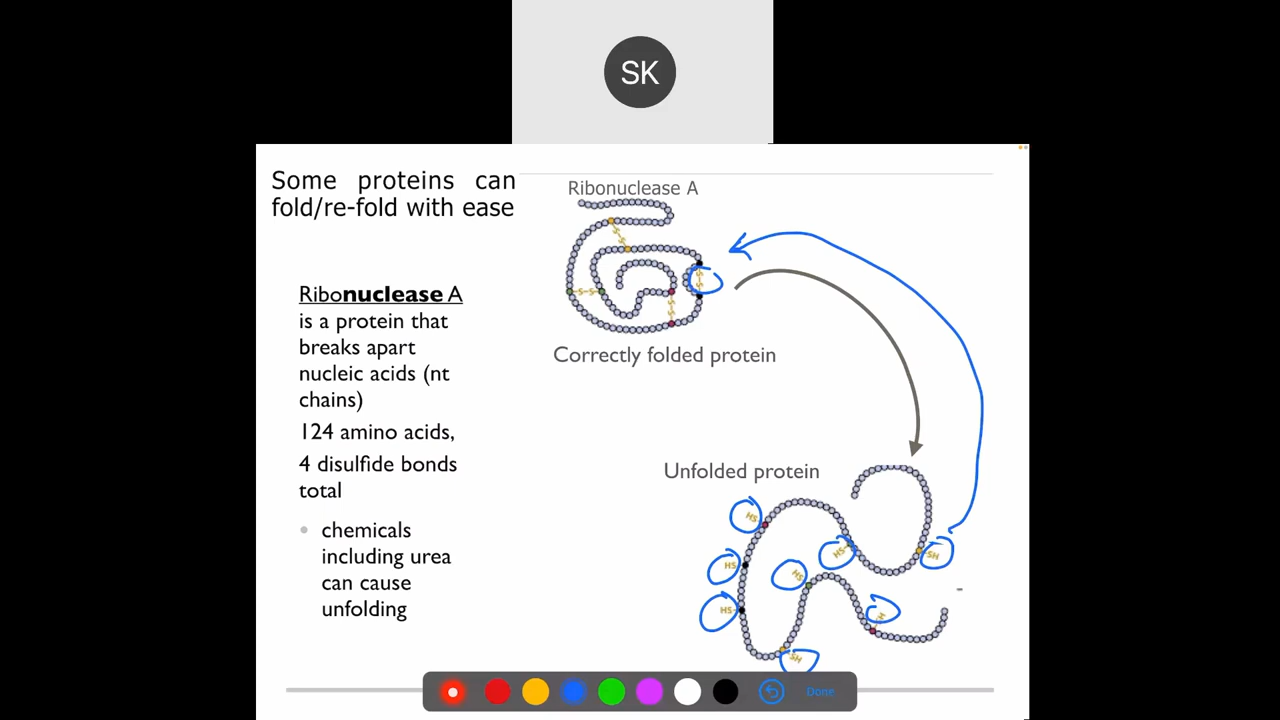 SK
Some proteins can
fold/re-fold with ease
Ribonuclease A
is a protein that
breaks apart
nucleic acids (nt
chains)
124 amino acids,
4 disulfide bonds
total
chemicals
including urea
can cause
unfolding
Ribonuclease A
S-S
S-S
S-S
S-S
Correctly folded protein
Unfolded protein
HS
HS
HS
HS
HS
SH
SH
Done